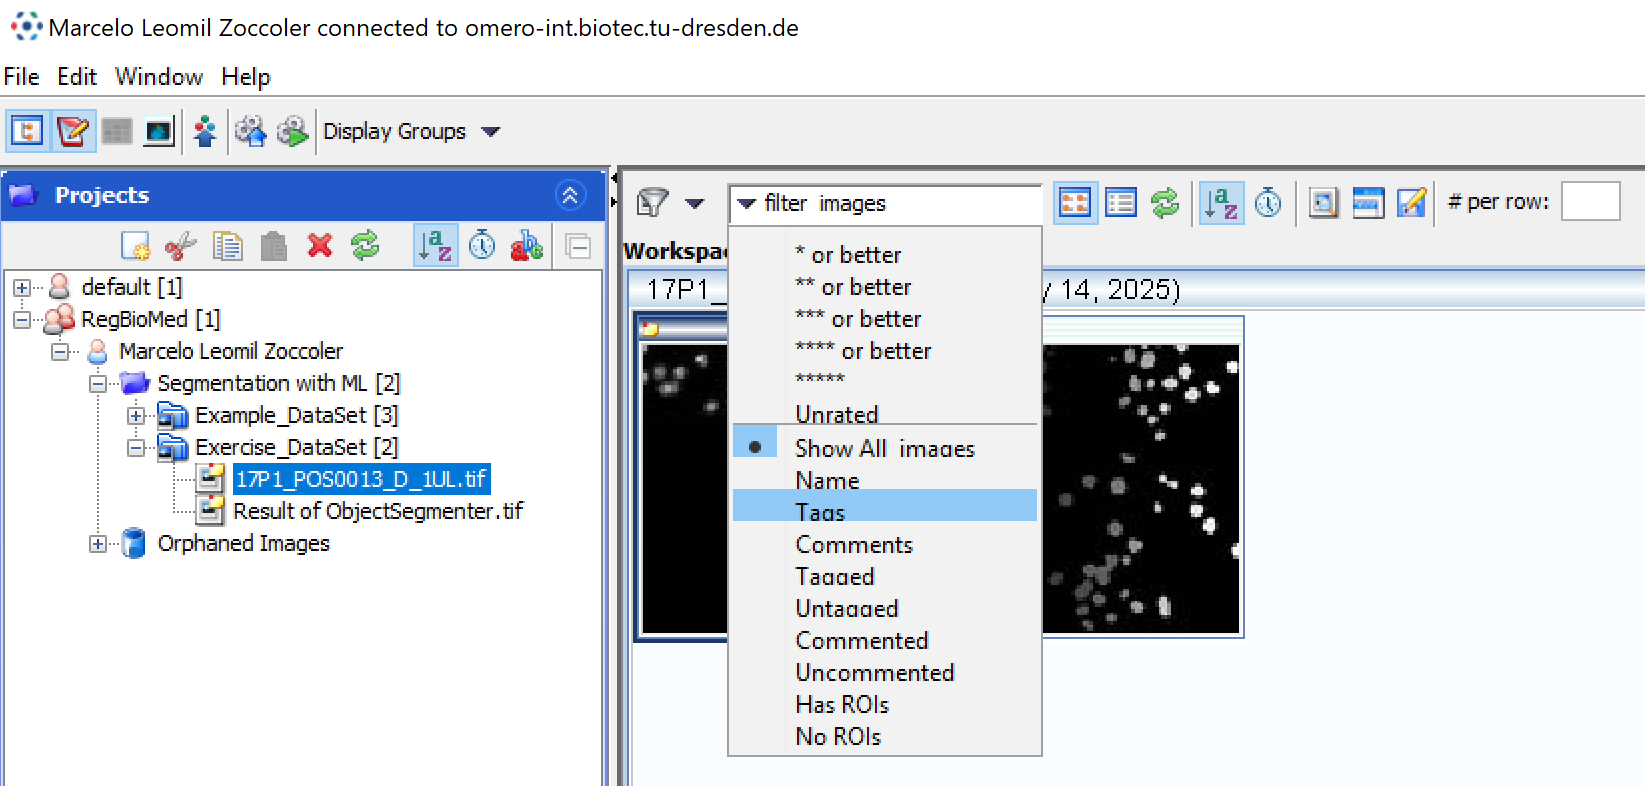 Marcelo Leomil Zoccoler connected to omero-int.biotec.tu-dresden.de
File Edit Window Help
Display Groups
Projects
default [1]
RegBioMed [1]
Marcelo Leomil Zoccoler
Segmentation with ML [2]
Example_DataSet [3]
Exercise_DataSet [2]
17P1_POS0013_D_1UL.tif
Result of ObjectSegmenter.tif
Orphaned Images
filter images
# per row:
17P1_ 14, 2025)
* or better
** or better
*** or better
**** or better
*****
Unrated
Show All images
Name
Tags
Comments
Tagged
Untagged
Commented
Uncommented
Has ROIs
No ROIs